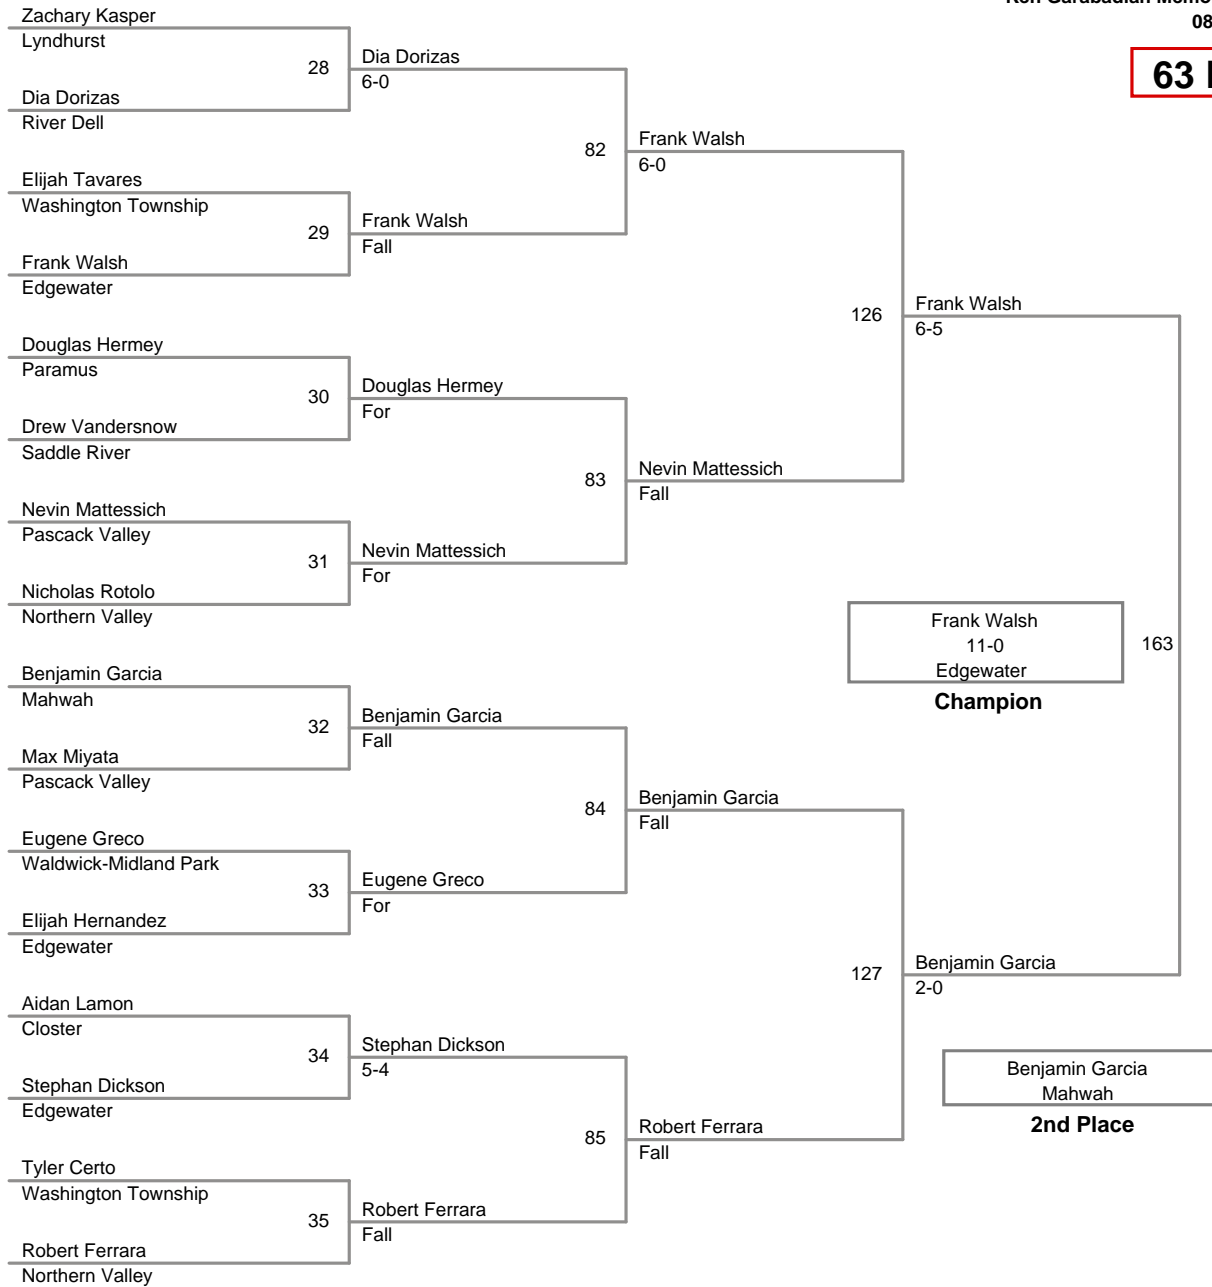 08
63
Zachary Kasper
Lyndhurst
28
Dia Dorizas
River Dell
Dia Dorizas
6-0
82
Elijah Tavares
Washington Township
29
Frank Walsh
Edgewater
Frank Walsh
Fall
Frank Walsh
6-0
126
Douglas Hermey
Paramus
30
Drew Vandersnow
Saddle River
Douglas Hermey
For
83
Nevin Mattessich
Pascack Valley
31
Nicholas Rotolo
Northern Valley
Nevin Mattessich
For
Nevin Mattessich
Fall
Frank Walsh
6-5
163
Frank Walsh
11-0
Edgewater
Champion
Benjamin Garcia
Mahwah
32
Max Miyata
Pascack Valley
Benjamin Garcia
Fall
84
Eugene Greco
Waldwick-Midland Park
33
Elijah Hernandez
Edgewater
Eugene Greco
For
Benjamin Garcia
Fall
127
Aidan Lamon
Closter
34
Stephan Dickson
Edgewater
Stephan Dickson
5-4
85
Tyler Certo
Washington Township
35
Robert Ferrara
Northern Valley
Robert Ferrara
Fall
Robert Ferrara
Fall
Benjamin Garcia
2-0
Benjamin Garcia
Mahwah
2nd Place